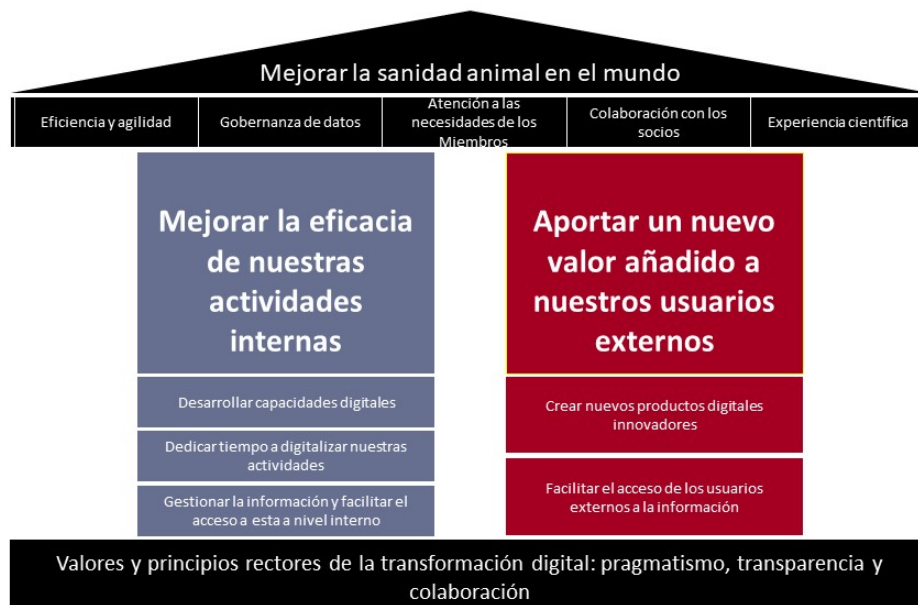 Mejorar la sanidad animal en el mundo
Eficiencia y agilidad
Gobernanza de datos
Atención a las
necesidades de los
Miembros
Colaboración con los
socios
Experiencia científica
Mejorar la eficacia
de nuestras
actividades
internas
Desarrollar capacidades digitales
Dedicar tiempo a digitalizar nuestras
actividades
Gestionar la información y facilitar el
acceso a esta a nivel interno
Aportar un nuevo
valor añadido a
nuestros usuarios
externos
Crear nuevos productos digitales
innovadores
Facilitar el acceso de los usuarios
externos a la información
Valores y principios rectores de la transformación digital: pragmatismo, transparencia y
colaboración